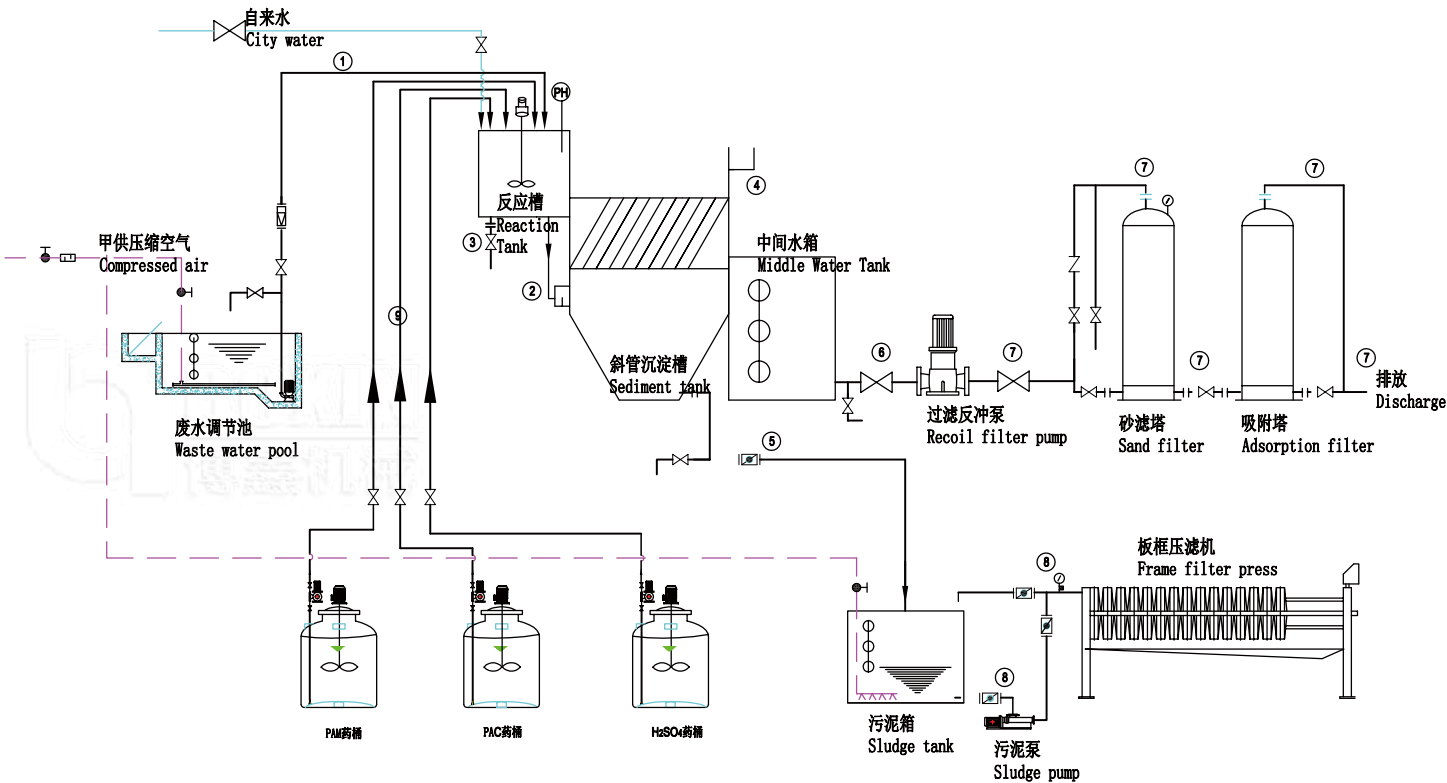 自来水
City water
①
PH
反应槽
Reaction
Tank
③
②
④
甲供压缩空气
Compressed air
中间水箱
Middle Water Tank
⑨
斜管沉淀槽
Sediment tank
⑥
⑦
⑦
⑦
⑦
⑦
排放
Discharge
废水调节池
Waste water pool
过滤反冲泵
Recoil filter pump
砂滤塔
Sand filter
吸附塔
Adsorption filter
⑤
板框压滤机
Frame filter press
⑧
⑧
PAM药桶
PAC药桶
H₂SO₄药桶
污泥箱
Sludge tank
污泥泵
Sludge pump